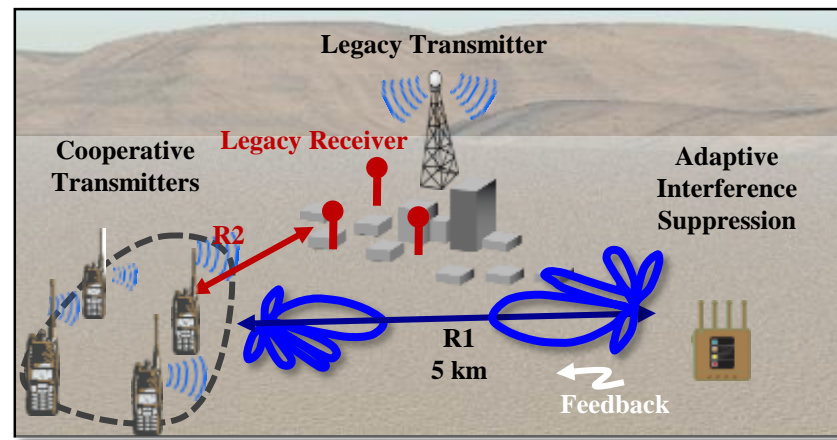 Legacy Transmitter
Legacy Receiver
Cooperative
Transmitters
Adaptive
Interference
Suppression
R2
R1
5 km
Feedback